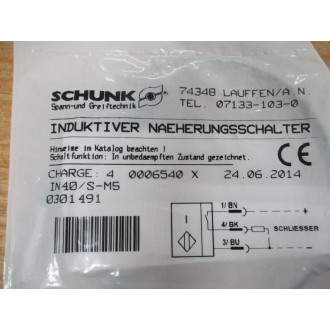 SCHUNK ®
Spann-und Greiftechnik
74348 LAUFFEN/A.N.
TEL. 07133-103-0
INDUKTIVER NAEHERUNGSSCHALTER
Hinweise im Katalog beachten !
Schaltfunktion: In unbedaempften Zustand gezeichnet.
CE
CHARGE: 4 0006540 X 24.06.2014
IN40/S-M5
0301491
1/BN +
4/BK SCHLIESSER
3/BU -